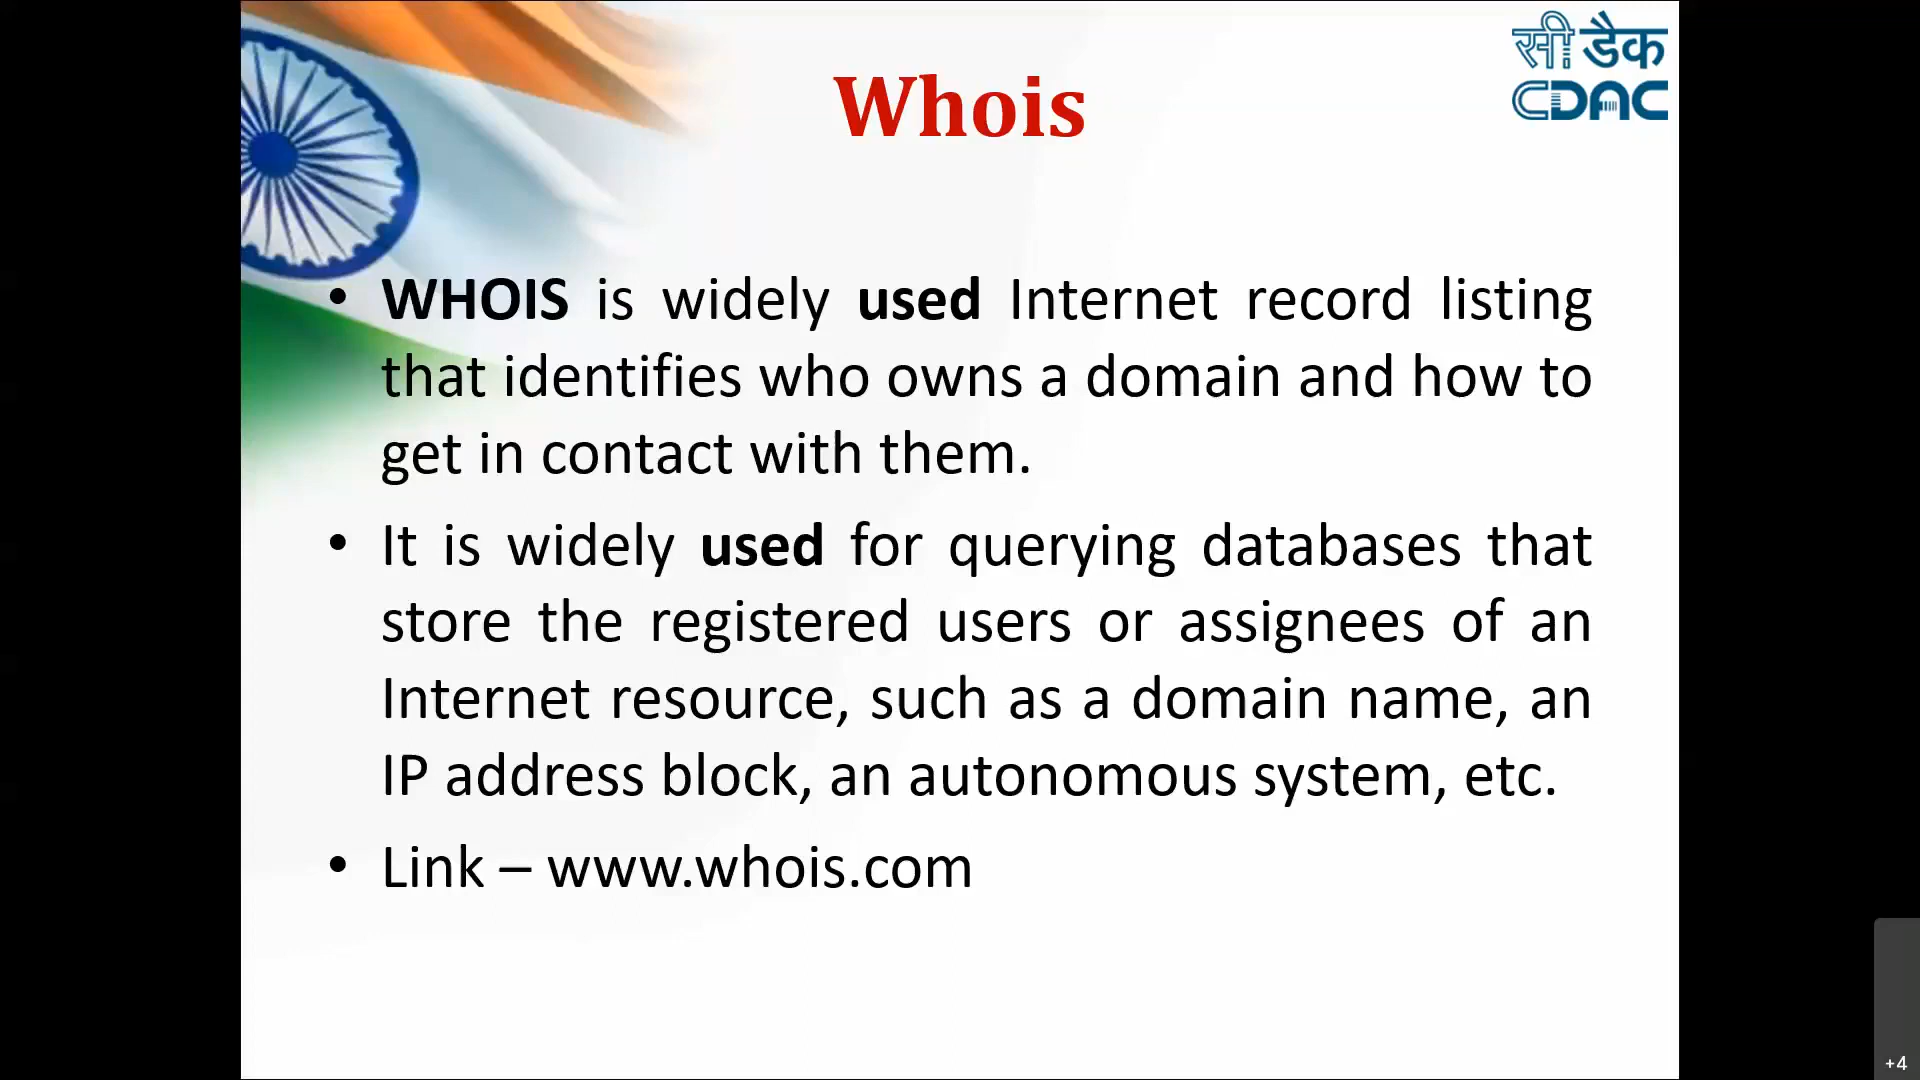 सी डैक
CDAC
Whois
• WHOIS is widely used Internet record listing
that identifies who owns a domain and how to
get in contact with them.
• It is widely used for querying databases that
store the registered users or assignees of an
Internet resource, such as a domain name, an
IP address block, an autonomous system, etc.
• Link – www.whois.com
+4